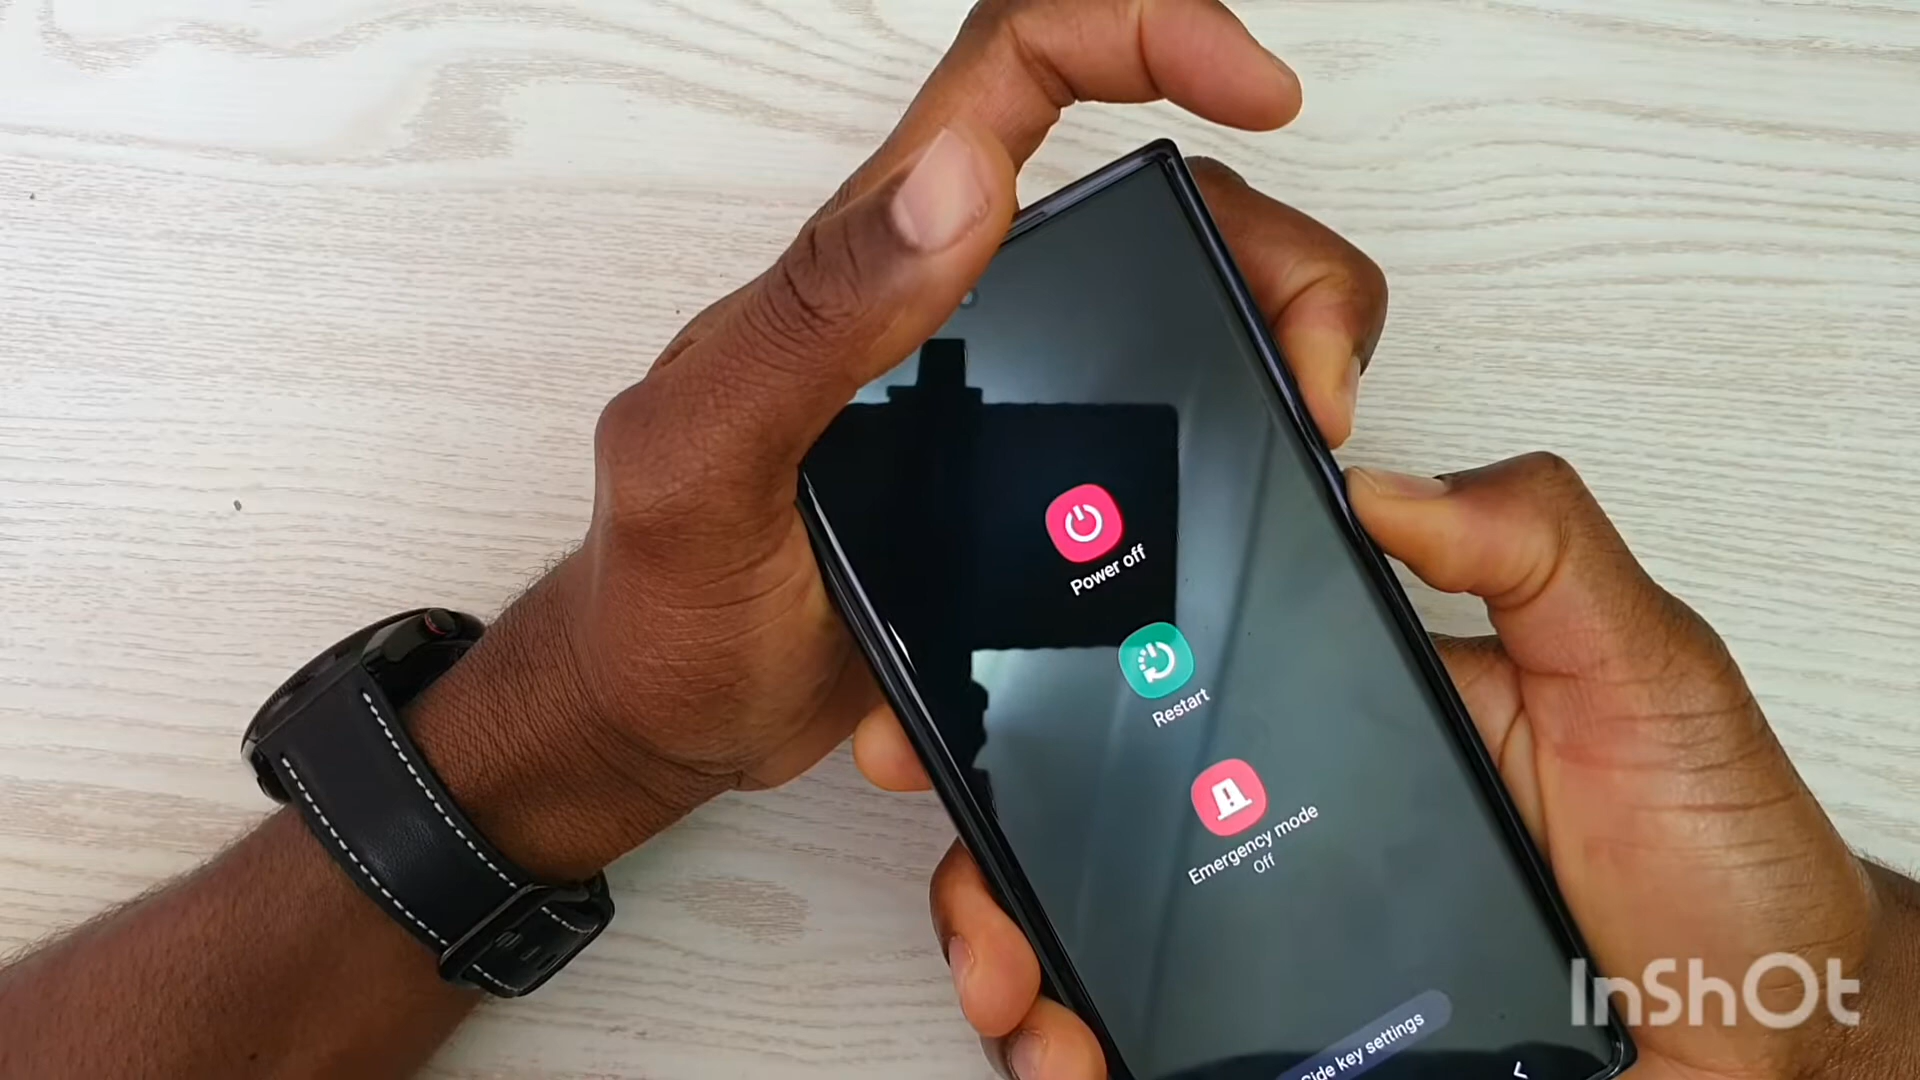 Power off
Restart
Emergency mode
Off
Side key settings
InShOt